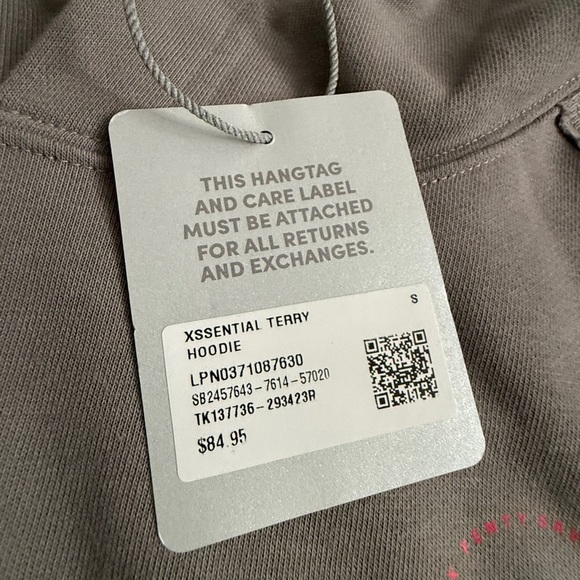 THIS HANGTAG
AND CARE LABEL
MUST BE ATTACHED
FOR ALL RETURNS
AND EXCHANGES.
XSSENTIAL TERRY
HOODIE
S
LPN0371087630
SB2457643-7614-57020
TK137736-293423R
$84.95
FENTY